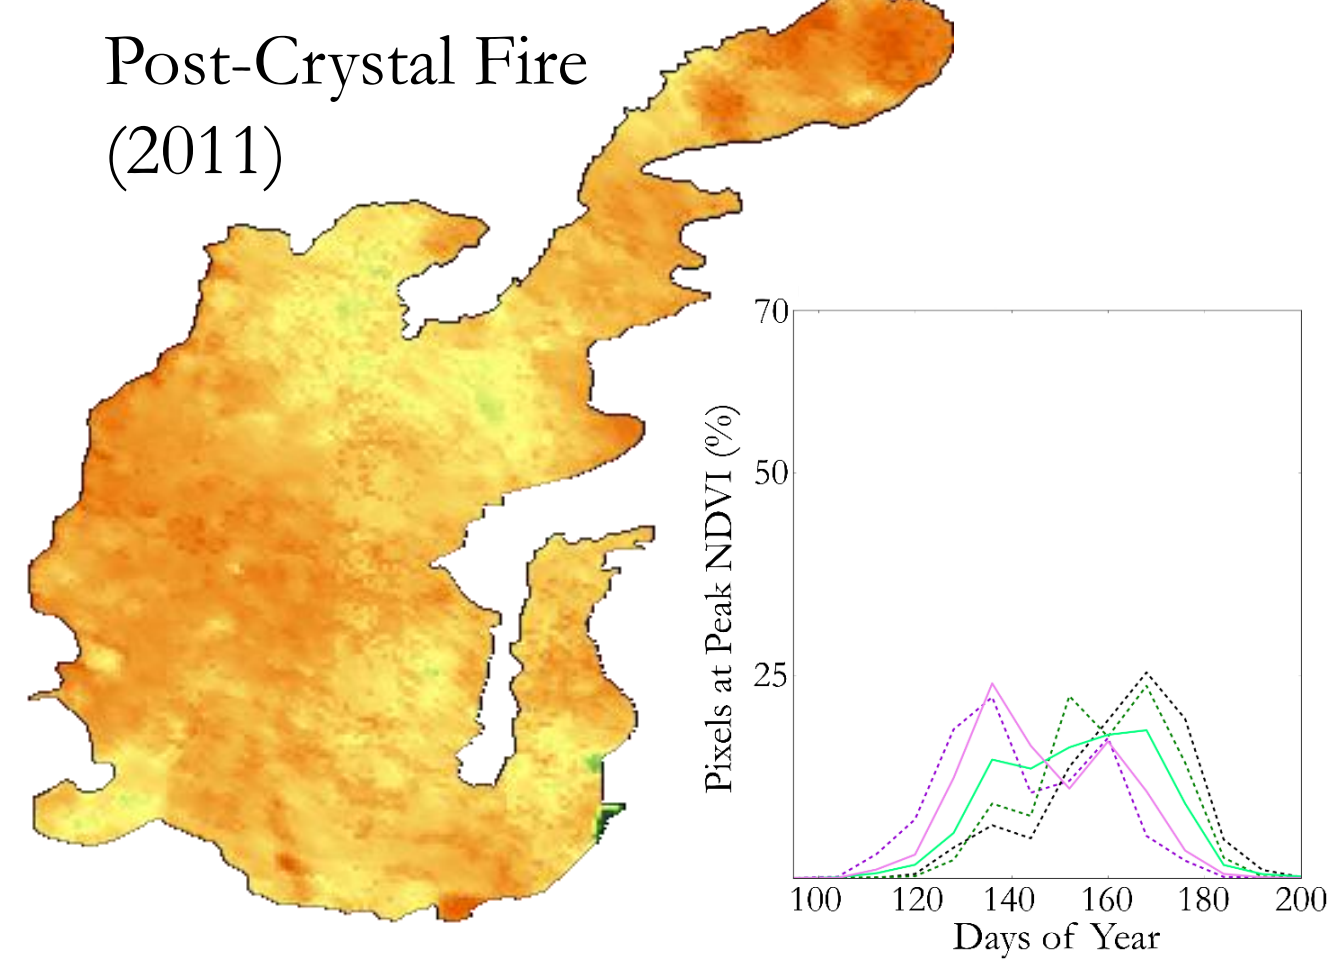 Post-Crystal Fire
(2011)
70
50
25
Pixels at Peak NDVI (%)
100 120 140 160 180 200
Days of Year